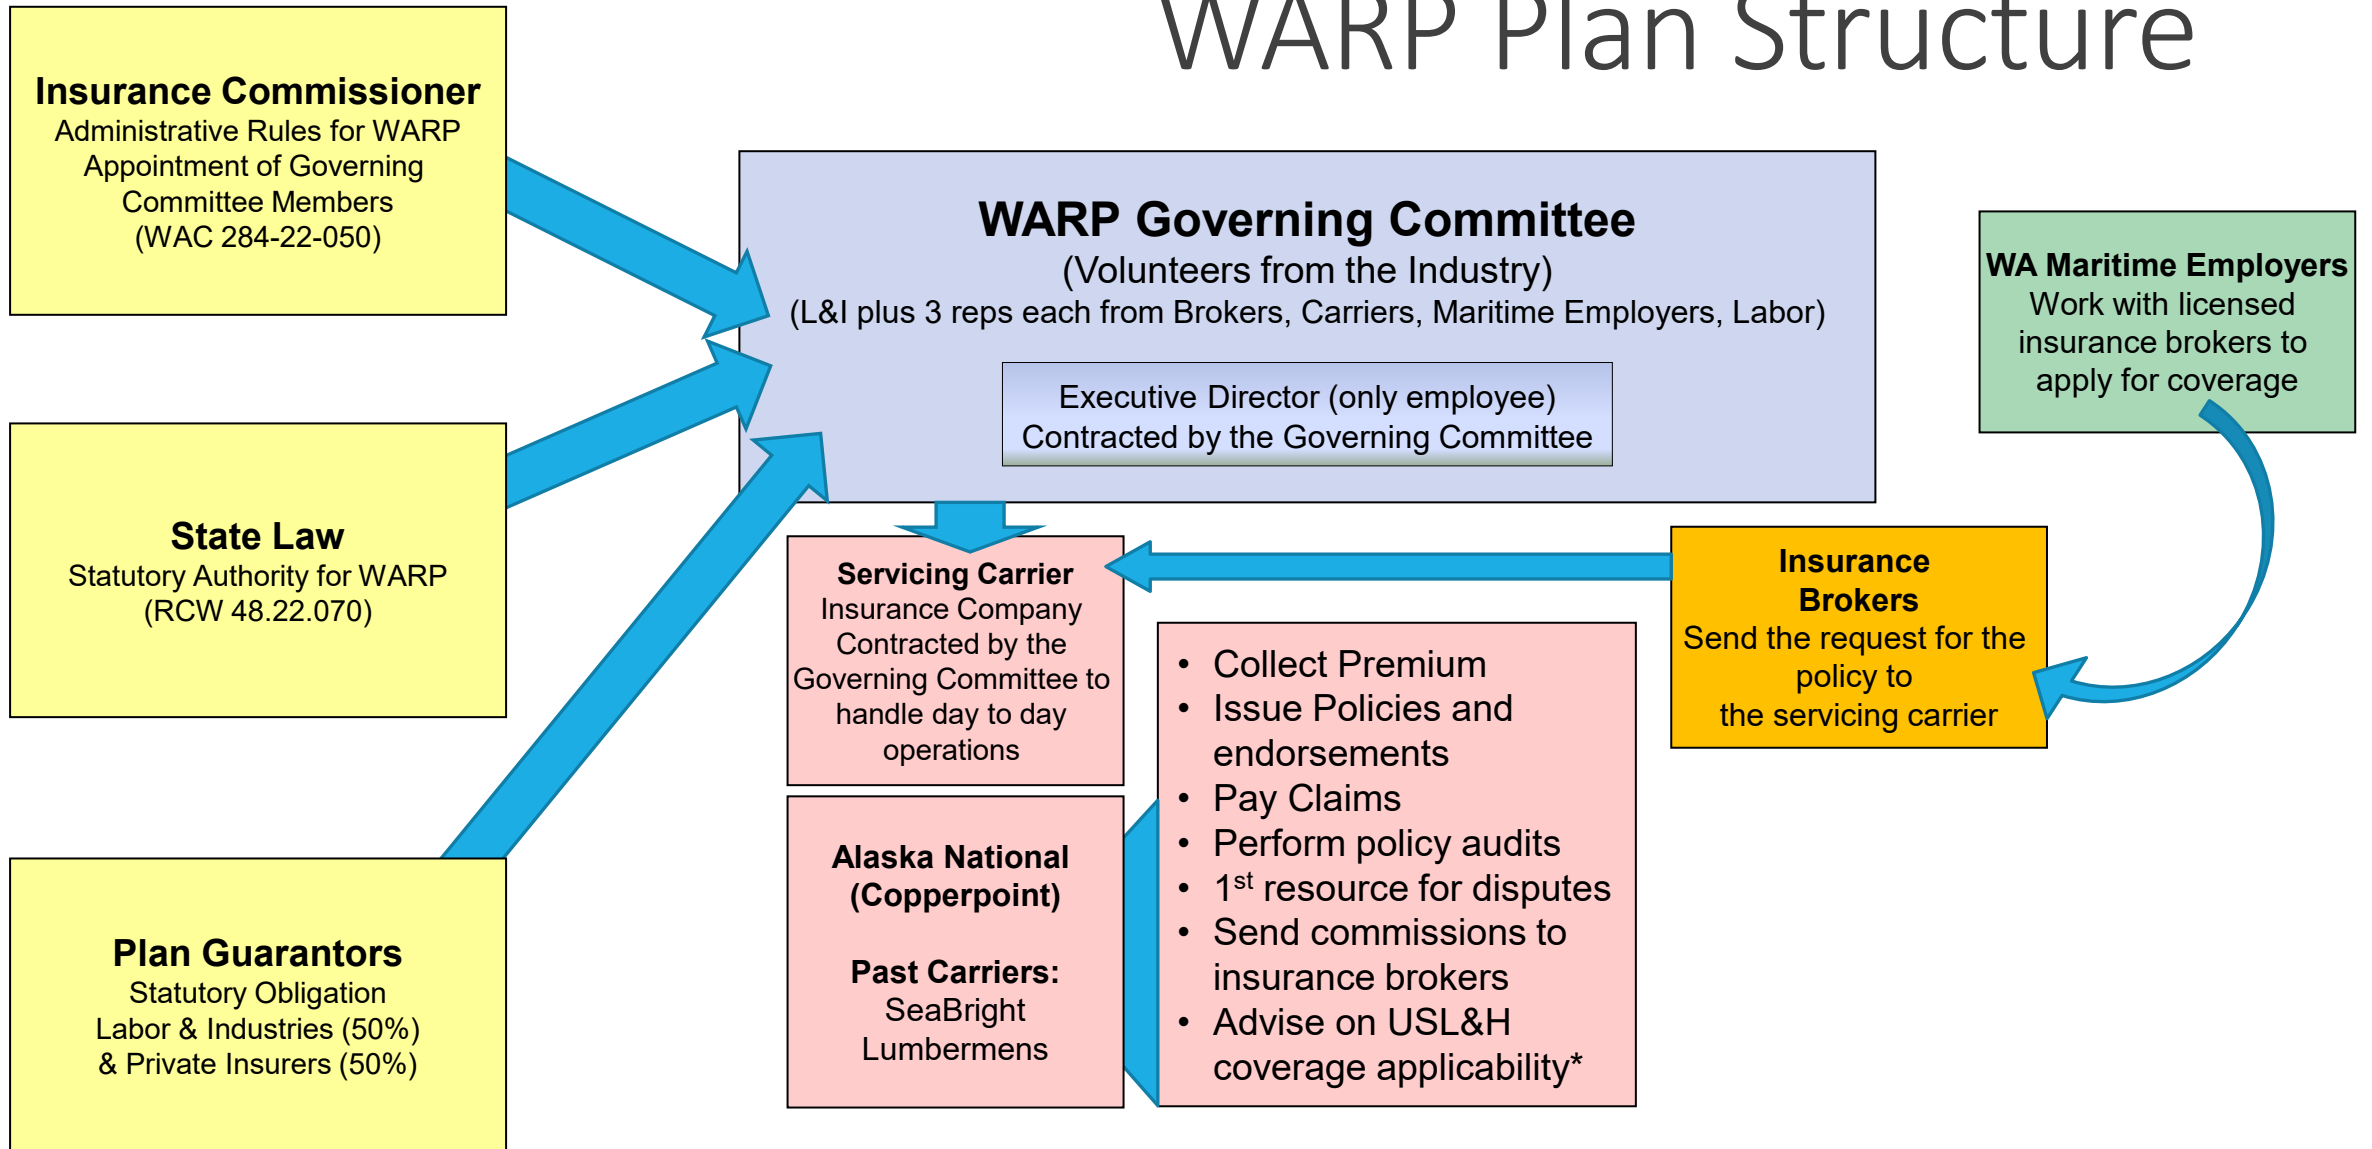 WARP Plan Structure
Insurance Commissioner
Administrative Rules for WARP
Appointment of Governing
Committee Members
(WAC 284-22-050)
State Law
Statutory Authority for WARP
(RCW 48.22.070)
Plan Guarantors
Statutory Obligation
Labor & Industries (50%)
& Private Insurers (50%)
WARP Governing Committee
(Volunteers from the Industry)
(L&I plus 3 reps each from Brokers, Carriers, Maritime Employers, Labor)
Executive Director (only employee)
Contracted by the Governing Committee
Servicing Carrier
Insurance Company
Contracted by the
Governing Committee to
handle day to day
operations
Alaska National
(Copperpoint)
Past Carriers:
SeaBright
Lumbermens
• Collect Premium
• Issue Policies and
endorsements
• Pay Claims
• Perform policy audits
• 1st resource for disputes
• Send commissions to
insurance brokers
• Advise on USL&H
coverage applicability*
WA Maritime Employers
Work with licensed
insurance brokers to
apply for coverage
Insurance
Brokers
Send the request for the
policy to
the servicing carrier